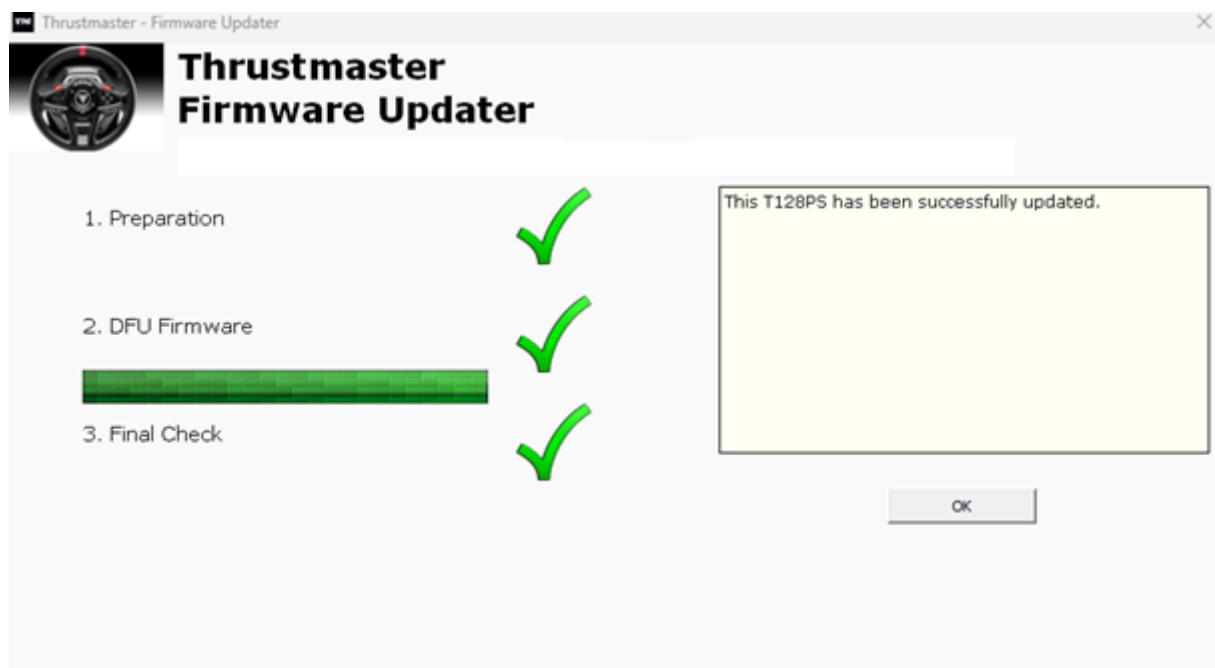 Thrustmaster - Firmware Updater
Thrustmaster
Firmware Updater
1. Preparation
This T128PS has been successfully updated.
2. DFU Firmware
3. Final Check
OK